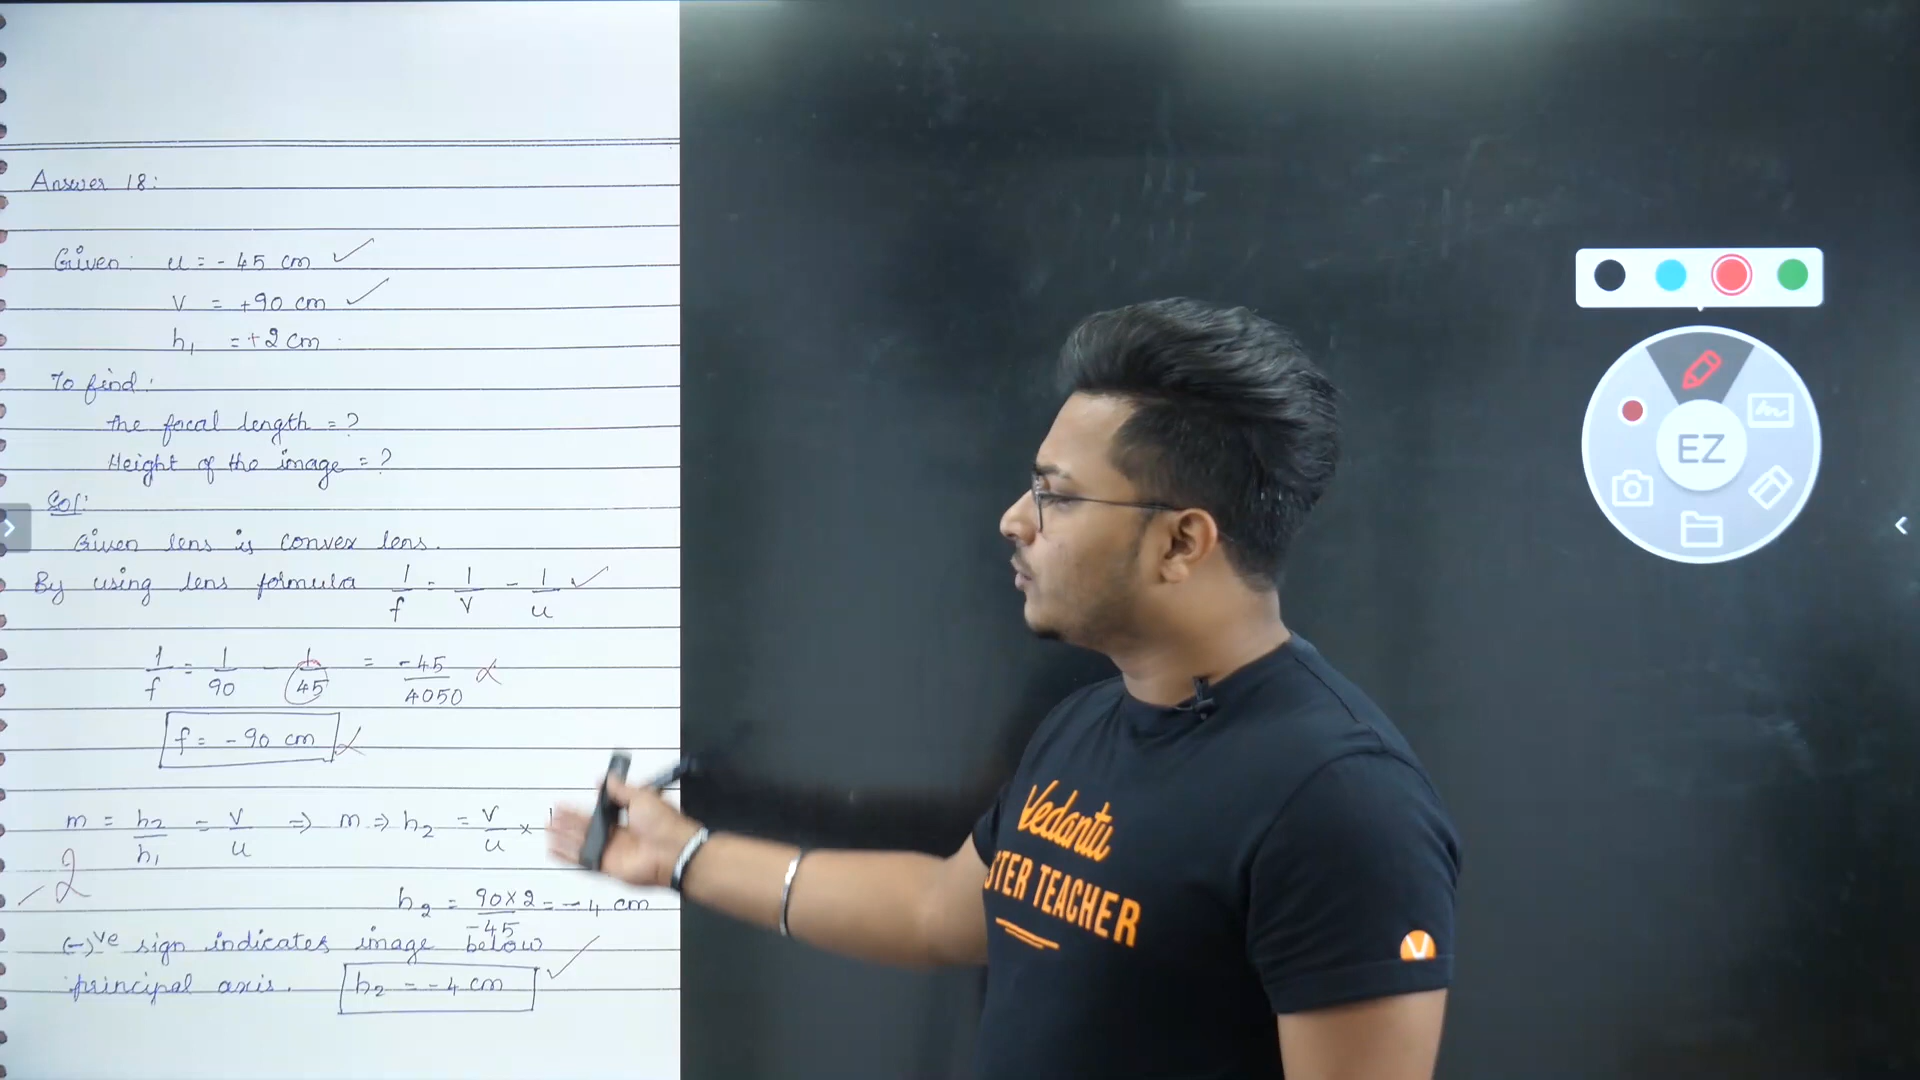 Answer 18:
Given: u = - 45 cm ✓
v = +90 cm ✓
h₁ = +2 cm
To find:
the focal length = ?
Height of the image = ?
Sol:
Given lens is convex lens.
By using lens formula 1/f = 1/v - 1/u ✓
1/f = 1/90 - 1/45 = -45/4050
f = -90 cm
m = h₂/h₁ = v/u ⇒ m ⇒ h₂ = v/u ×
2
h₂ = 90×2/-45 = -4 cm
(-)ve sign indicates image below
principal axis. h₂ = -4 cm ✓
EZ
Vedantu
STER TEACHER